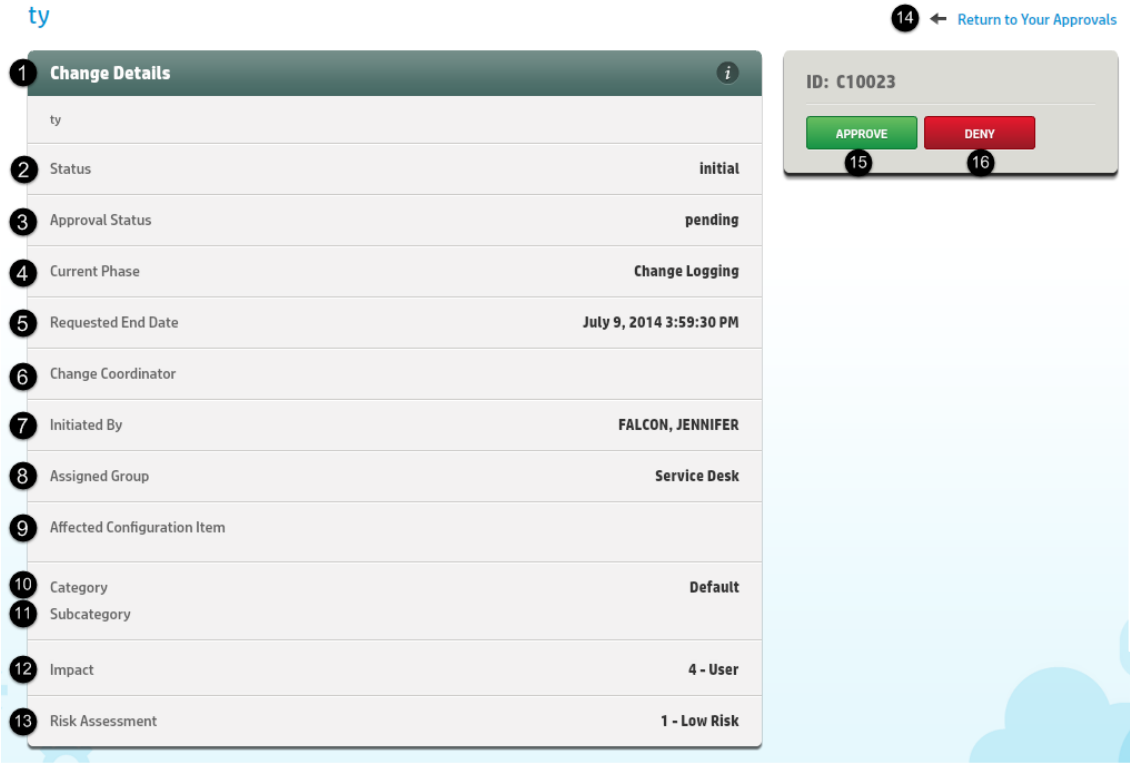 ty
14 Return to Your Approvals
1 Change Details i
ID: C10023
ty
APPROVE DENY
15 16
2 Status initial
3 Approval Status pending
4 Current Phase Change Logging
5 Requested End Date July 9, 2014 3:59:30 PM
6 Change Coordinator
7 Initiated By FALCON, JENNIFER
8 Assigned Group Service Desk
9 Affected Configuration Item
10 Category Default
11 Subcategory
12 Impact 4 - User
13 Risk Assessment 1 - Low Risk